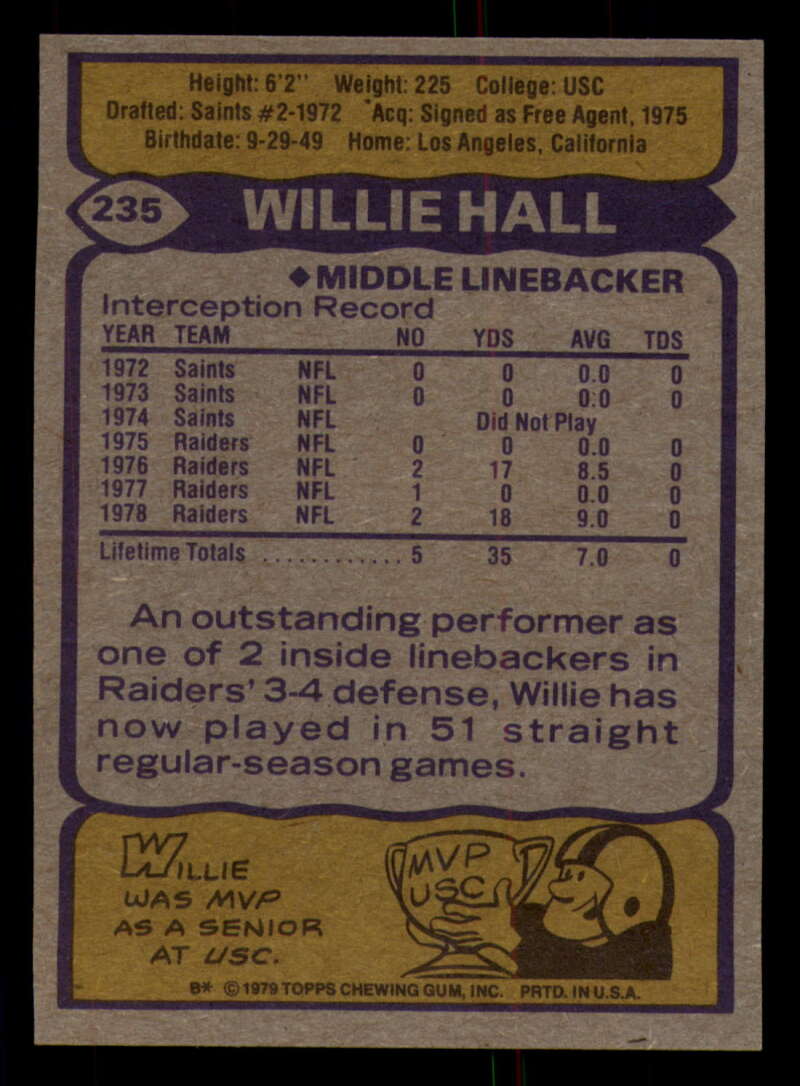 Height: 6'2" Weight: 225 College: USC
Drafted: Saints #2-1972 Acq: Signed as Free Agent, 1975
Birthdate: 9-29-49 Home: Los Angeles, California
235 WILLIE HALL
◆MIDDLE LINEBACKER
Interception Record
YEAR TEAM NO YDS AVG TDS
1972 Saints NFL 0 0 0.0 0
1973 Saints NFL 0 0 0.0 0
1974 Saints NFL Did Not Play
1975 Raiders NFL 0 0 0.0 0
1976 Raiders NFL 2 17 8.5 0
1977 Raiders NFL 1 0 0.0 0
1978 Raiders NFL 2 18 9.0 0
Lifetime Totals ............ 5 35 7.0 0
An outstanding performer as
one of 2 inside linebackers in
Raiders' 3-4 defense, Willie has
now played in 51 straight
regular-season games.
WILLIE
WAS MVP
AS A SENIOR
AT USC.
MVP
USC
B* ©1979 TOPPS CHEWING GUM, INC. PRTD. IN U.S.A.